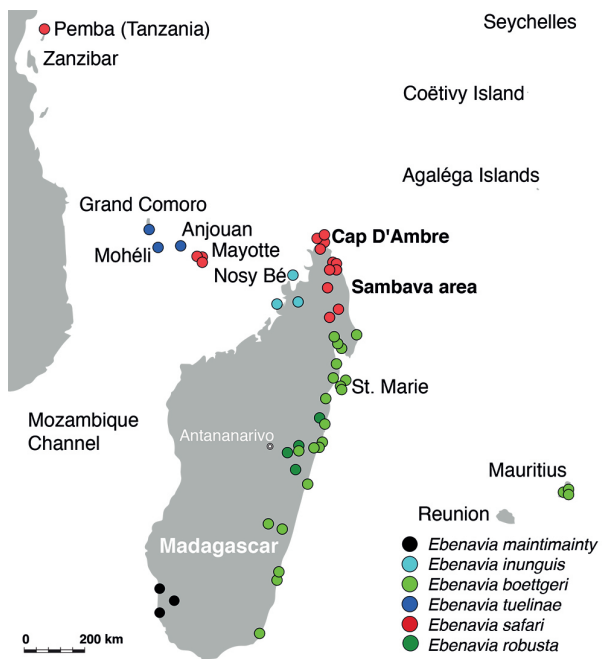 Pemba (Tanzania)
Seychelles
Zanzibar
Coëtivy Island
Agaléga Islands
Grand Comoro
Anjouan
Cap D'Ambre
Mohéli
Mayotte
Nosy Bé
Sambava area
St. Marie
Mozambique
Channel
Antananarivo
Mauritius
Reunion
Madagascar
Ebenavia maintimainty
Ebenavia inunguis
Ebenavia boettgeri
Ebenavia tuelinae
Ebenavia safari
Ebenavia robusta
0 200 km